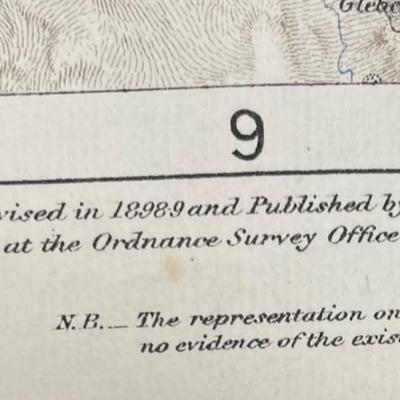 Glebe
9
vised in 1898-9 and Published by
at the Ordnance Survey Office
N.B.— The representation on
no evidence of the exis